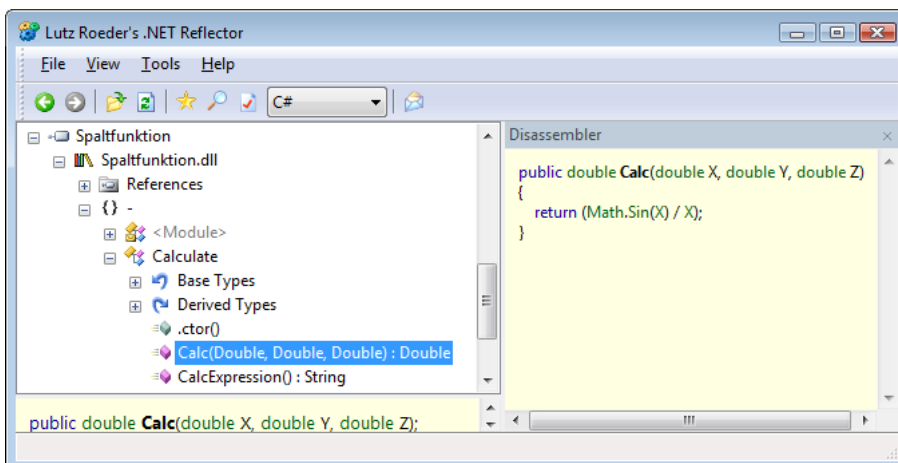 Lutz Roeder's .NET Reflector
File View Tools Help
C#
Spaltfunktion
Spaltfunktion.dll
References
{} -
<Module>
Calculate
Base Types
Derived Types
.ctor()
Calc(Double, Double, Double) : Double
CalcExpression() : String
public double Calc(double X, double Y, double Z);
Disassembler
public double Calc(double X, double Y, double Z)
{
return (Math.Sin(X) / X);
}